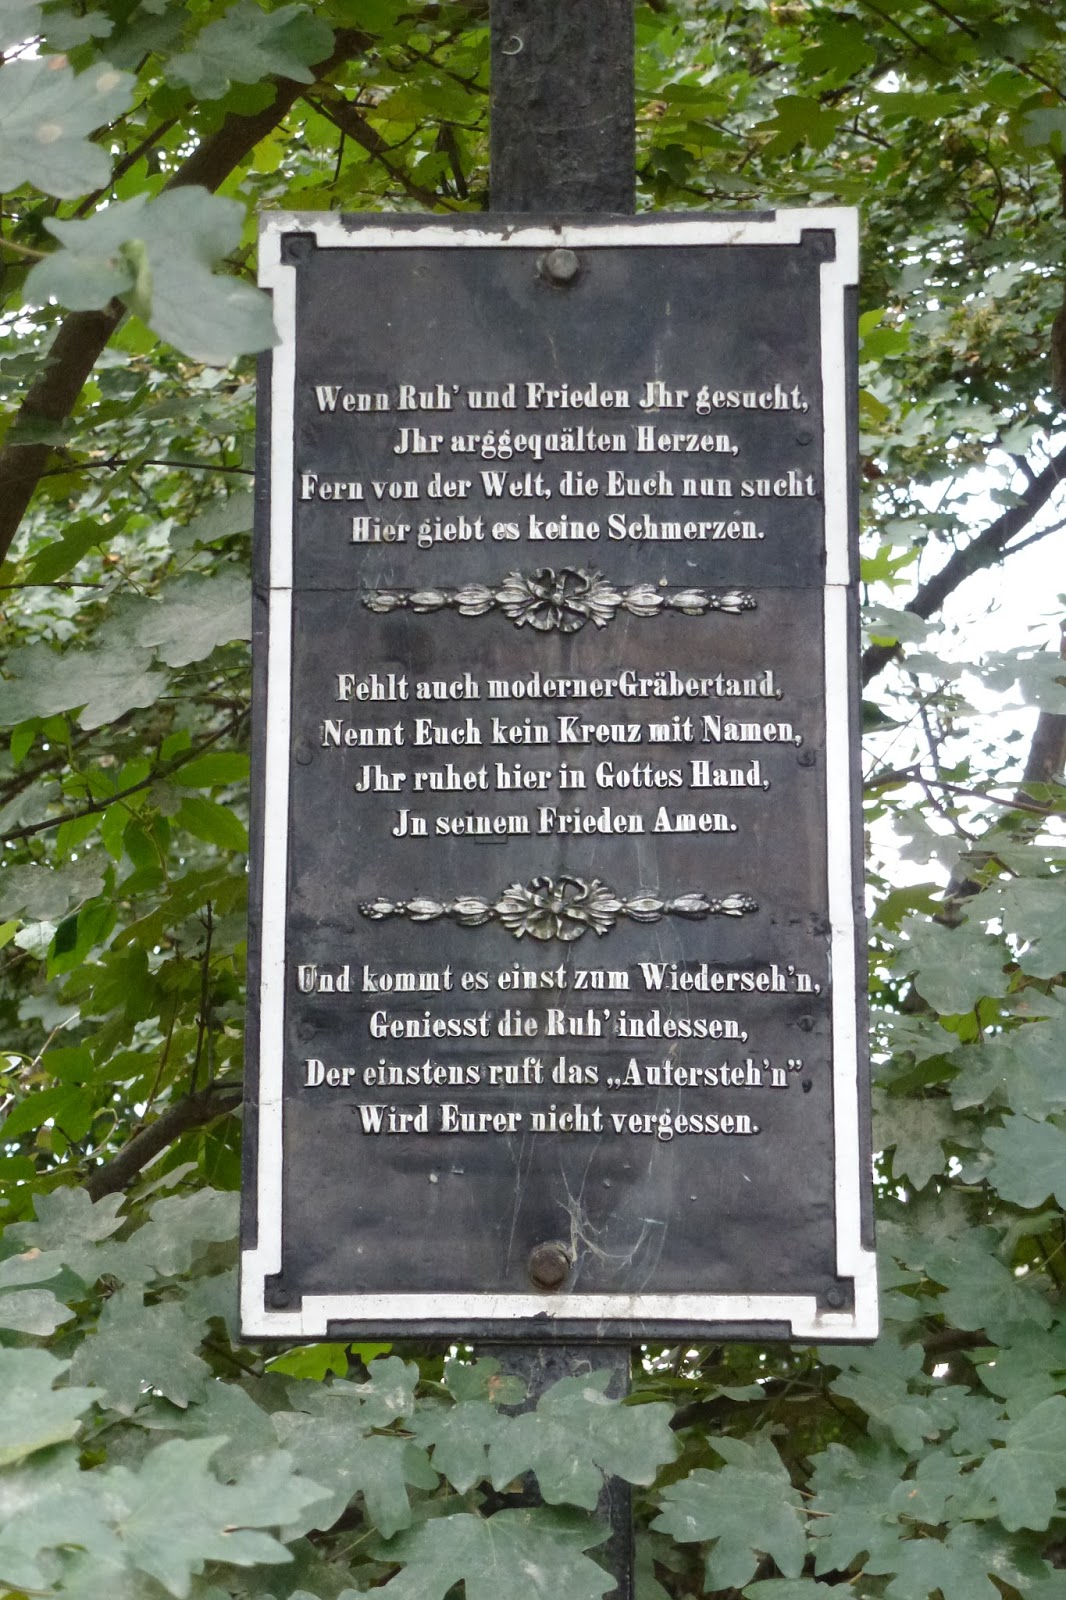 Wenn Ruh' und Frieden Jhr gesucht,
Jhr arggequälten Herzen,
Fern von der Welt, die Euch nun sucht
Hier giebt es keine Schmerzen.
Fehlt auch moderner Gräbertand,
Nennt Euch kein Kreuz mit Namen,
Jhr ruhet hier in Gottes Hand,
Jn seinem Frieden Amen.
Und kommt es einst zum Wiederseh'n,
Geniesst die Ruh' indessen,
Der einstens ruft das „Aufersteh'n”,
Wird Eurer nicht vergessen.